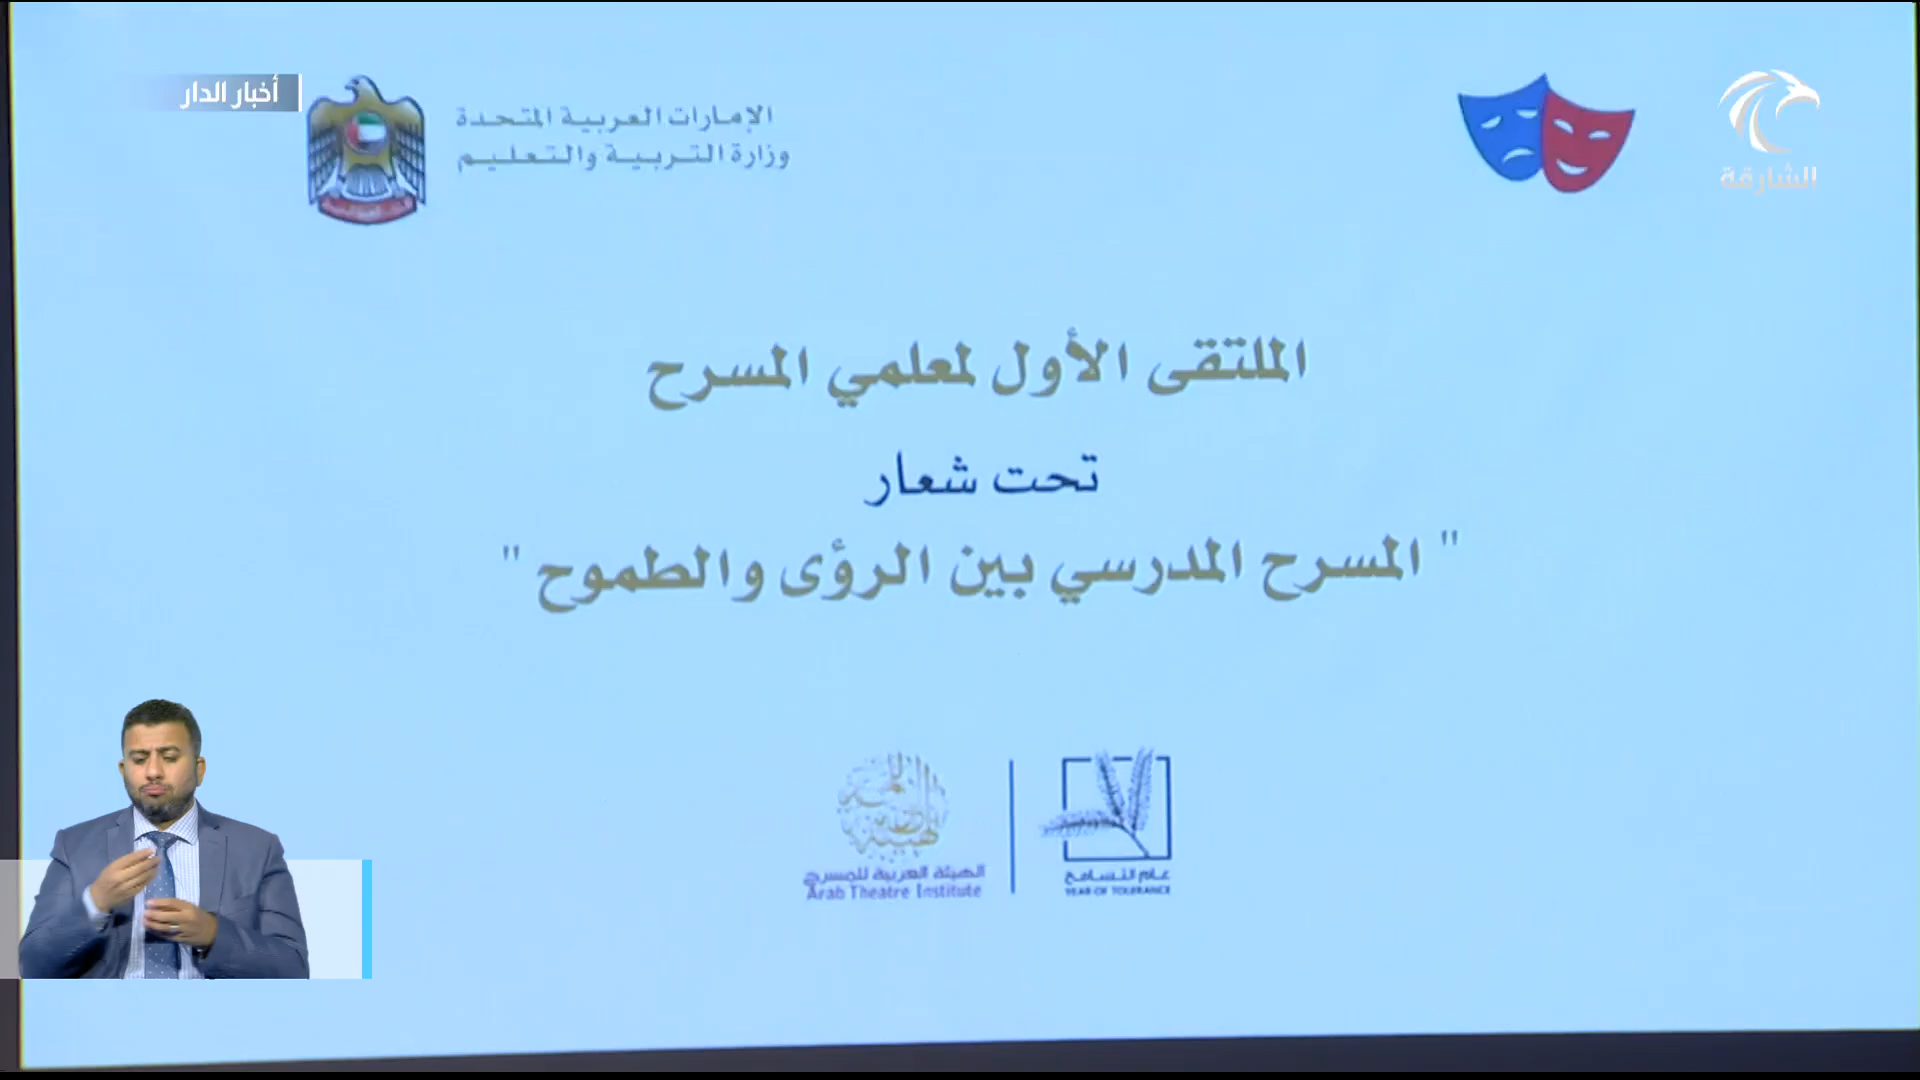 أخبار الدار
الإمارات العربية المتحدة
وزارة التربية والتعليم
الشارقة
الملتقى الأول لمعلمي المسرح
تحت شعار
" المسرح المدرسي بين الرؤى والطموح "
الهيئة العربية للمسرح
Arab Theatre Institute
عام التسامح
YEAR OF TOLERANCE